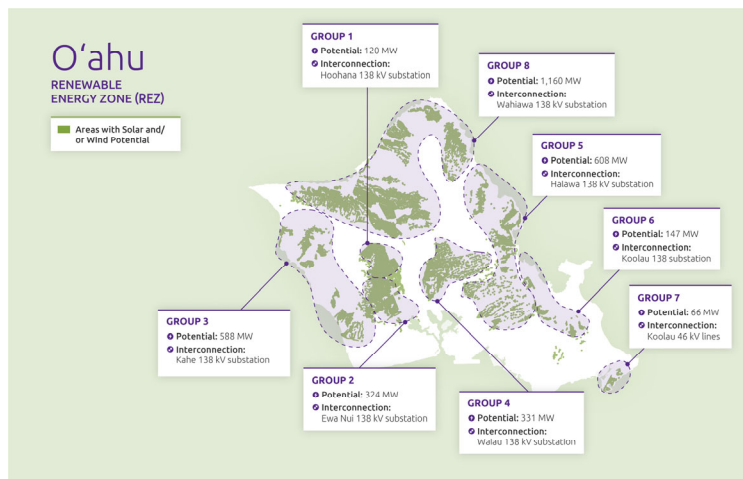 Oʻahu
RENEWABLE
ENERGY ZONE (REZ)
Areas with Solar and/
or Wind Potential
GROUP 1
Potential: 120 MW
Interconnection:
Hoohana 138 kV substation
GROUP 8
Potential: 1,160 MW
Interconnection:
Wahiawa 138 kV substation
GROUP 5
Potential: 608 MW
Interconnection:
Halawa 138 kV substation
GROUP 6
Potential: 147 MW
Interconnection:
Koolau 138 substation
GROUP 7
Potential: 66 MW
Interconnection:
Koolau 46 kV lines
GROUP 3
Potential: 588 MW
Interconnection:
Kahe 138 kV substation
GROUP 2
Potential: 324 MW
Interconnection:
Ewa Nui 138 kV substation
GROUP 4
Potential: 331 MW
Interconnection:
Waiau 138 kV substation